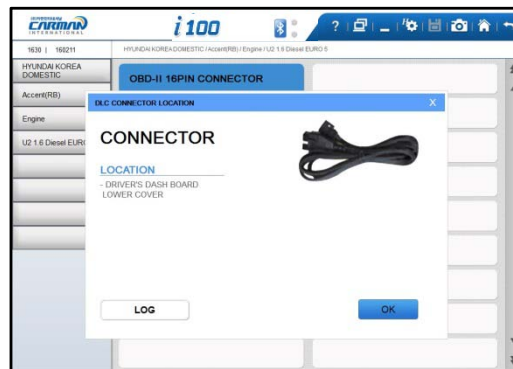 CARMAN
INTERNATIONAL
i 100
?
1630 | 160211
HYUNDAI KOREA DOMESTIC / Accent(RB) / Engine / U2 1.6 Diesel EURO 5
HYUNDAI KOREA
DOMESTIC
OBD-II 16PIN CONNECTOR
Accent(RB)
DLC CONNECTOR LOCATION
X
Engine
U2 1.6 Diesel EURO
CONNECTOR
LOCATION
- DRIVER'S DASH BOARD
LOWER COVER
LOG
OK